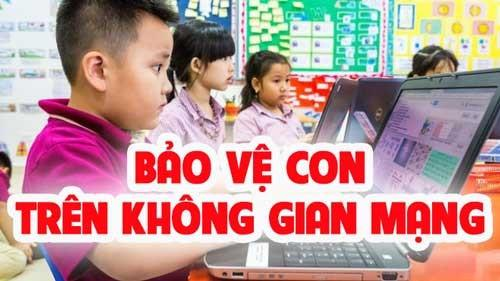 BẢO VỆ CON
TRÊN KHÔNG GIAN MẠNG